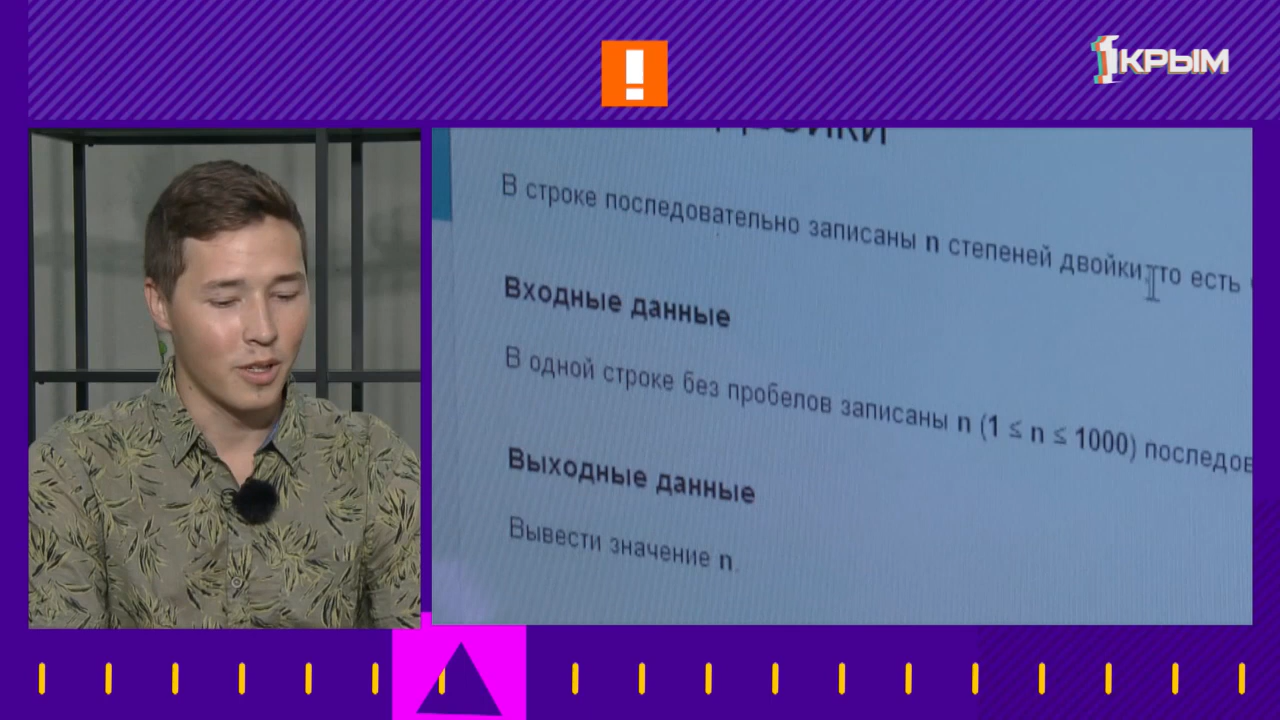 !
1КРЫМ
В строке последовательно записаны n степеней двойки, то есть
Входные данные
В одной строке без пробелов записаны n (1 ≤ n ≤ 1000)
Выходные данные
Вывести значение n.